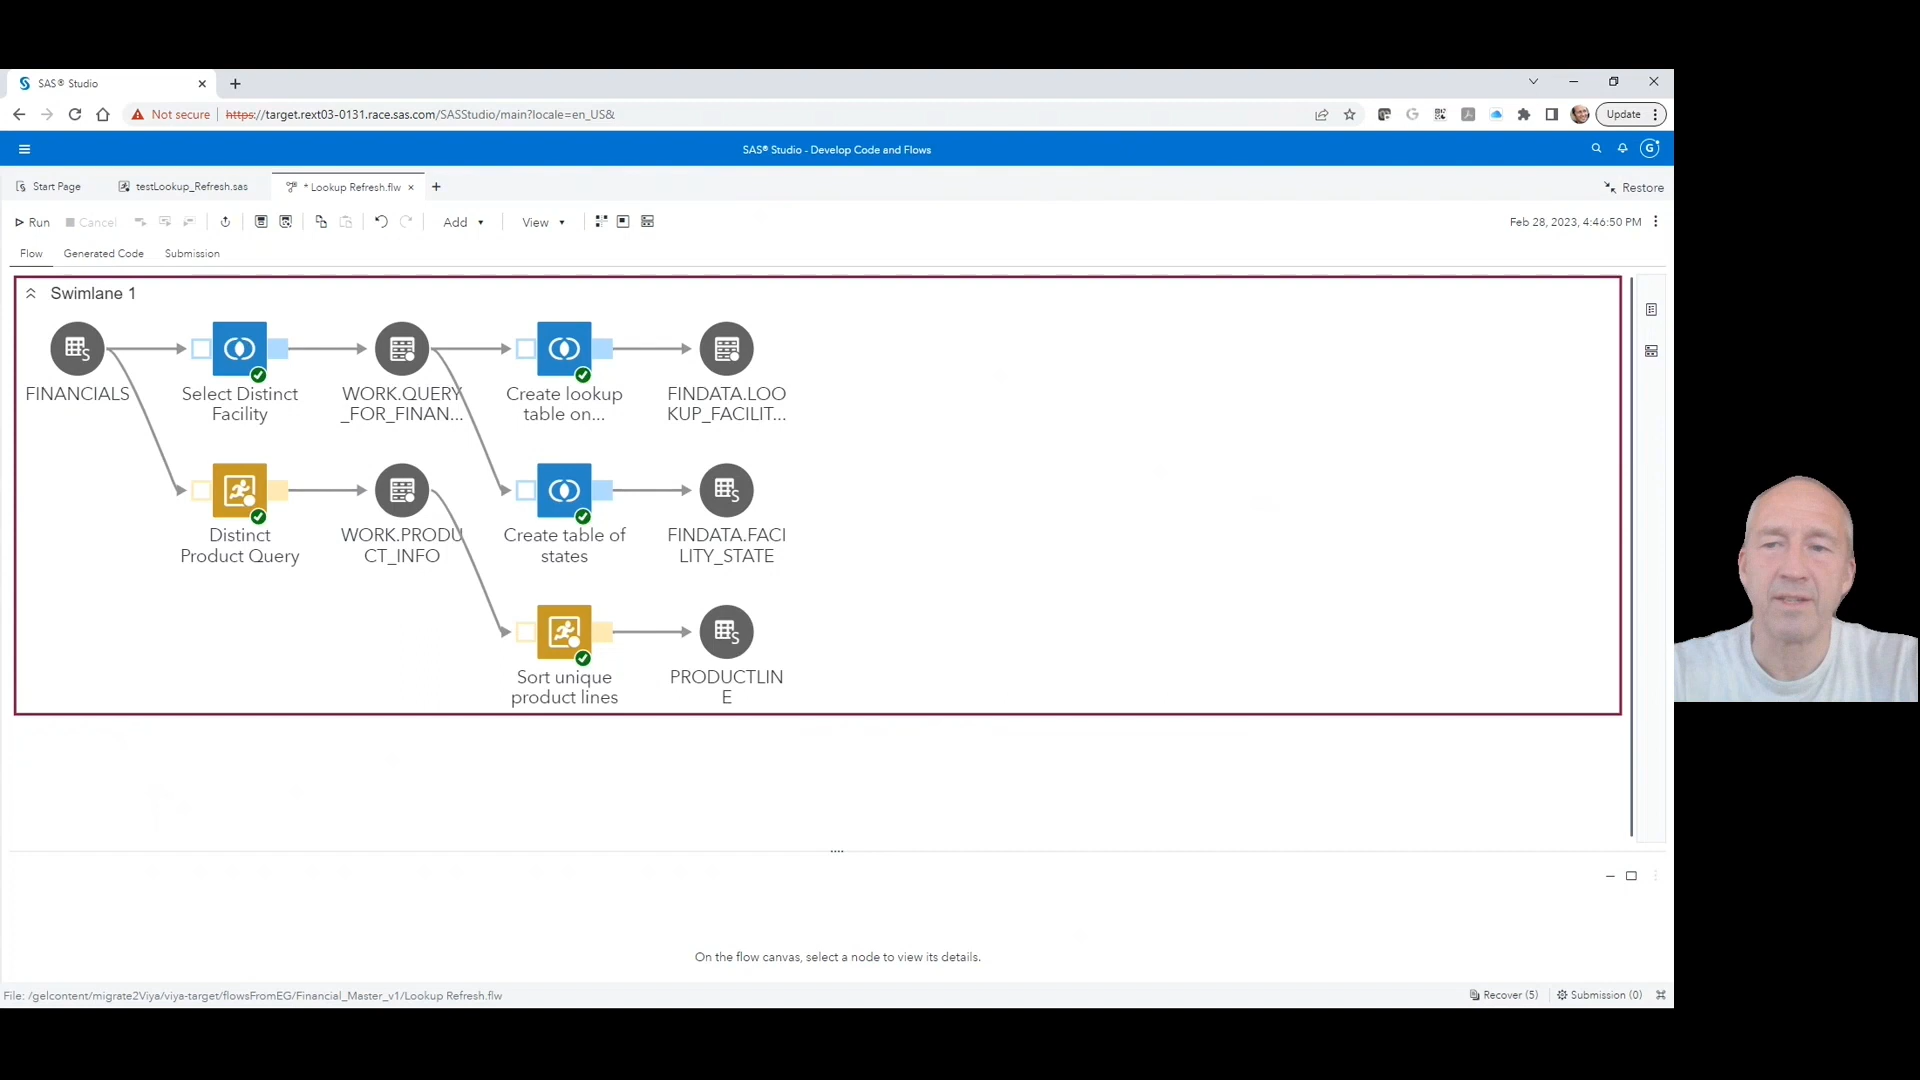 SAS® Studio
Not secure
https://target.rext03-0131.race.sas.com/SASStudio/main?locale=en_US&
Update
SAS® Studio - Develop Code and Flows
G
Start Page
testLookup_Refresh.sas
* Lookup Refresh.flw
Restore
Run
Cancel
Add
View
Feb 28, 2023, 4:46:50 PM
Flow
Generated Code
Submission
Swimlane 1
FINANCIALS
Select Distinct
Facility
WORK.QUERY
_FOR_FINAN...
Create lookup
table on...
FINDATA.LOO
KUP_FACILIT...
Distinct
Product Query
WORK.PRODU
CT_INFO
Create table of
states
FINDATA.FACI
LITY_STATE
Sort unique
product lines
PRODUCTLIN
E
On the flow canvas, select a node to view its details.
File: /gelcontent/migrate2Viya/viya-target/flowsFromEG/Financial_Master_v1/Lookup Refresh.flw
Recover (5)
Submission (0)